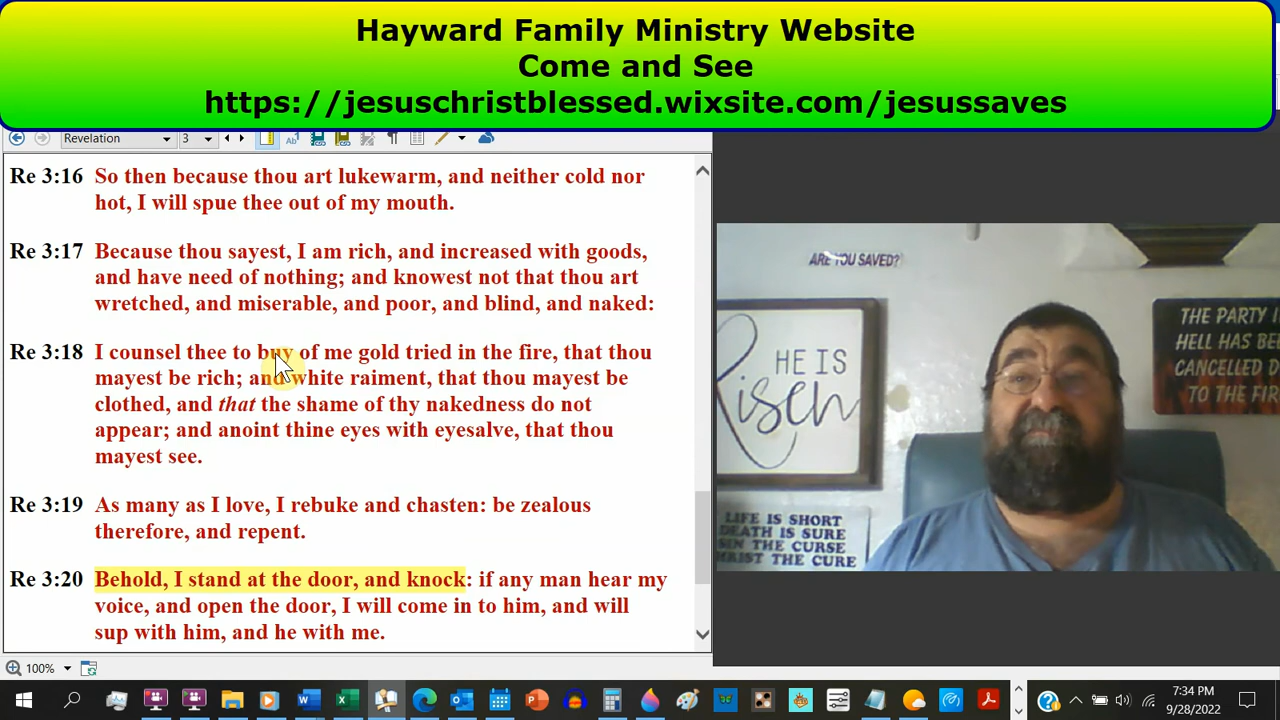 Hayward Family Ministry Website
Come and See
https://jesuschristblessed.wixsite.com/jesussaves
Revelation 3
Re 3:16 So then because thou art lukewarm, and neither cold nor
hot, I will spue thee out of my mouth.
Re 3:17 Because thou sayest, I am rich, and increased with goods,
and have need of nothing; and knowest not that thou art
wretched, and miserable, and poor, and blind, and naked:
Re 3:18 I counsel thee to buy of me gold tried in the fire, that thou
mayest be rich; and white raiment, that thou mayest be
clothed, and that the shame of thy nakedness do not
appear; and anoint thine eyes with eyesalve, that thou
mayest see.
Re 3:19 As many as I love, I rebuke and chasten: be zealous
therefore, and repent.
Re 3:20 Behold, I stand at the door, and knock: if any man hear my
voice, and open the door, I will come in to him, and will
sup with him, and he with me.
ARE YOU SAVED?
HE IS
Risen
THE PARTY I
HELL HAS BE
CANCELLED D
TO THE FIR
LIFE IS SHORT
DEATH IS SURE
SIN THE CURSE
HRIST THE CURE
100%
7:34 PM
9/28/2022